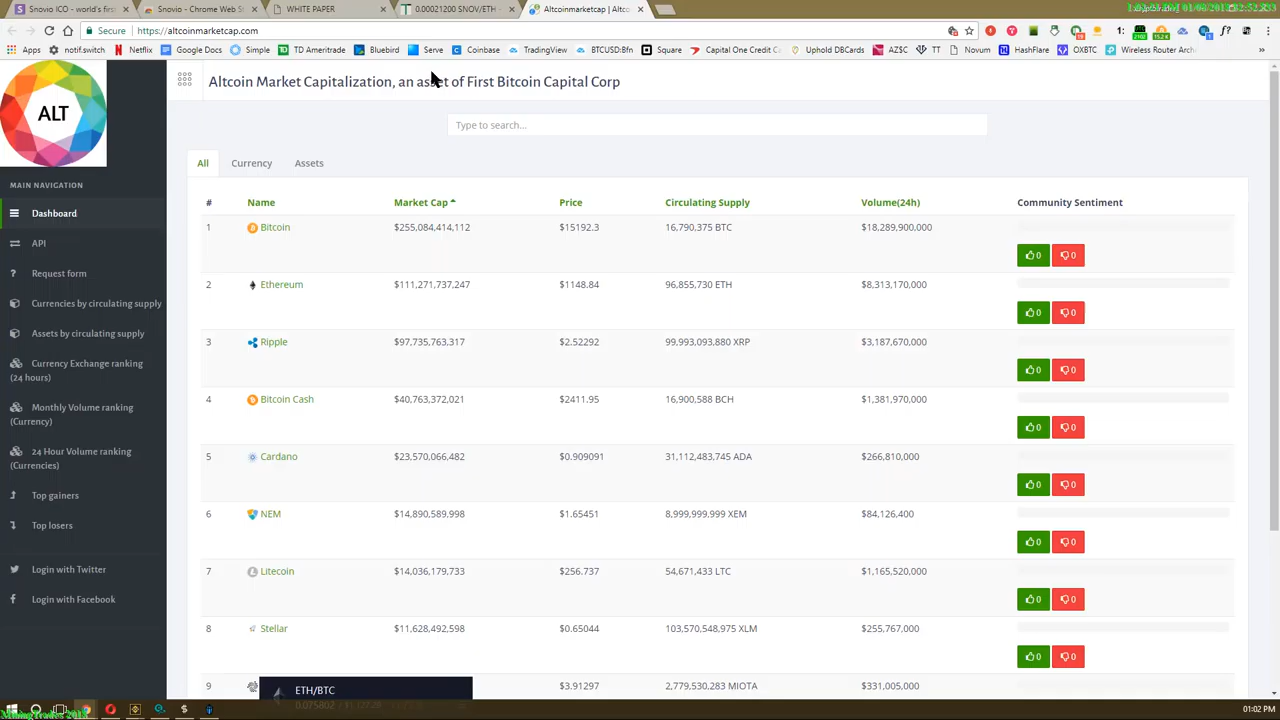 Snovio ICO - world's firs
Snovio - Chrome Web S
WHITE PAPER
0.00021200 SNOV/ETH -
Altcoinmarketcap | Altc
Secure
https://altcoinmarketcap.com
Apps
notif.switch
Netflix
Google Docs
Simple
TD Ameritrade
Bluebird
Serve
Coinbase
TradingView
BTCUSD:Bfn
Square
Capital One Credit C
Uphold DBCards
AZ$C
TT
Novum
HashFlare
OXBTC
Wireless Router Arch
ALT
Altcoin Market Capitalization, an asset of First Bitcoin Capital Corp
Type to search...
MAIN NAVIGATION
Dashboard
API
Request form
Currencies by circulating supply
Assets by circulating supply
Currency Exchange ranking
(24 hours)
Monthly Volume ranking
(Currency)
24 Hour Volume ranking
(Currencies)
Top gainers
Top losers
Login with Twitter
Login with Facebook
All Currency Assets
# Name Market Cap Price Circulating Supply Volume(24h) Community Sentiment
1 Bitcoin $255,084,414,112 $15192.3 16,790,375 BTC $18,289,900,000
0 0
2 Ethereum $111,271,737,247 $1148.84 96,855,730 ETH $8,313,170,000
0 0
3 Ripple $97,735,763,317 $2.52292 99,993,093,880 XRP $3,187,670,000
0 0
4 Bitcoin Cash $40,763,372,021 $2411.95 16,900,588 BCH $1,381,970,000
0 0
5 Cardano $23,570,066,482 $0.909091 31,112,483,745 ADA $266,810,000
0 0
6 NEM $14,890,589,998 $1.65451 8,999,999,999 XEM $84,126,400
0 0
7 Litecoin $14,036,179,733 $256.737 54,671,433 LTC $1,165,520,000
0 0
8 Stellar $11,628,492,598 $0.65044 103,570,548,975 XLM $255,767,000
0 0
9 $3.91297 2,779,530,283 MIOTA $331,005,000
ETH/BTC
0.075802
01:02 PM